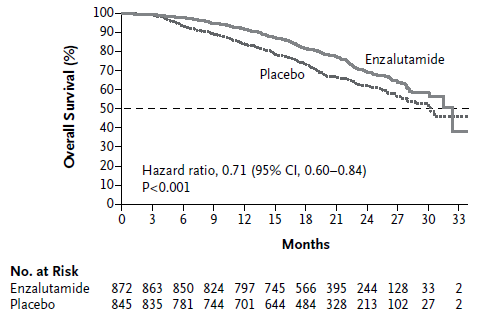 100
90
80
70
60
50
40
30
20
10
0
Overall Survival (%)
Enzalutamide
Placebo
Hazard ratio, 0.71 (95% CI, 0.60–0.84)
P<0.001
0 3 6 9 12 15 18 21 24 27 30 33
Months
No. at Risk
Enzalutamide 872 863 850 824 797 745 566 395 244 128 33 2
Placebo 845 835 781 744 701 644 484 328 213 102 27 2